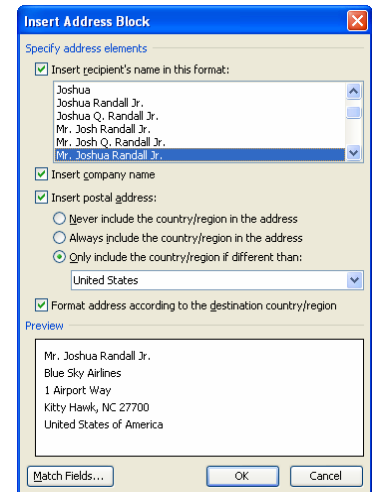 Insert Address Block
Specify address elements
Insert recipient's name in this format:
Joshua
Joshua Randall Jr.
Joshua Q. Randall Jr.
Mr. Josh Randall Jr.
Mr. Josh Q. Randall Jr.
Mr. Joshua Randall Jr.
Insert company name
Insert postal address:
Never include the country/region in the address
Always include the country/region in the address
Only include the country/region if different than:
United States
Format address according to the destination country/region
Preview
Mr. Joshua Randall Jr.
Blue Sky Airlines
1 Airport Way
Kitty Hawk, NC 27700
United States of America
Match Fields... OK Cancel